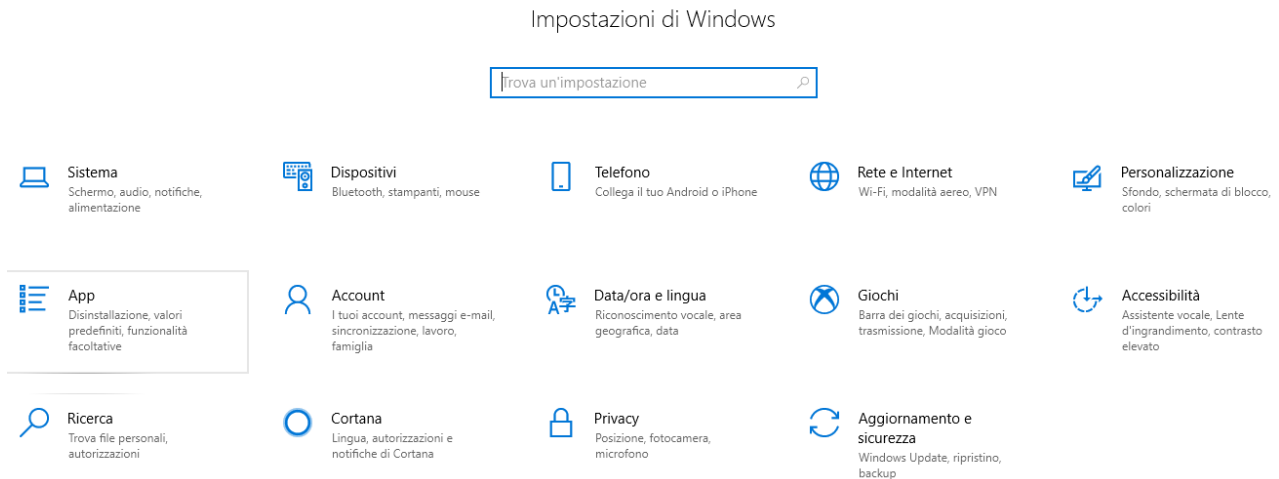 Impostazioni di Windows
Trova un'impostazione
Sistema
Schermo, audio, notifiche,
alimentazione
Dispositivi
Bluetooth, stampanti, mouse
Telefono
Collega il tuo Android o iPhone
Rete e Internet
Wi-Fi, modalità aereo, VPN
Personalizzazione
Sfondo, schermata di blocco,
colori
App
Disinstallazione, valori
predefiniti, funzionalità
facoltative
Account
I tuoi account, messaggi e-mail,
sincronizzazione, lavoro,
famiglia
Data/ora e lingua
Riconoscimento vocale, area
geografica, data
Giochi
Barra dei giochi, acquisizioni,
trasmissione, Modalità gioco
Accessibilità
Assistente vocale, Lente
d'ingrandimento, contrasto
elevato
Ricerca
Trova file personali,
autorizzazioni
Cortana
Lingua, autorizzazioni e
notifiche di Cortana
Privacy
Posizione, fotocamera,
microfono
Aggiornamento e
sicurezza
Windows Update, ripristino,
backup